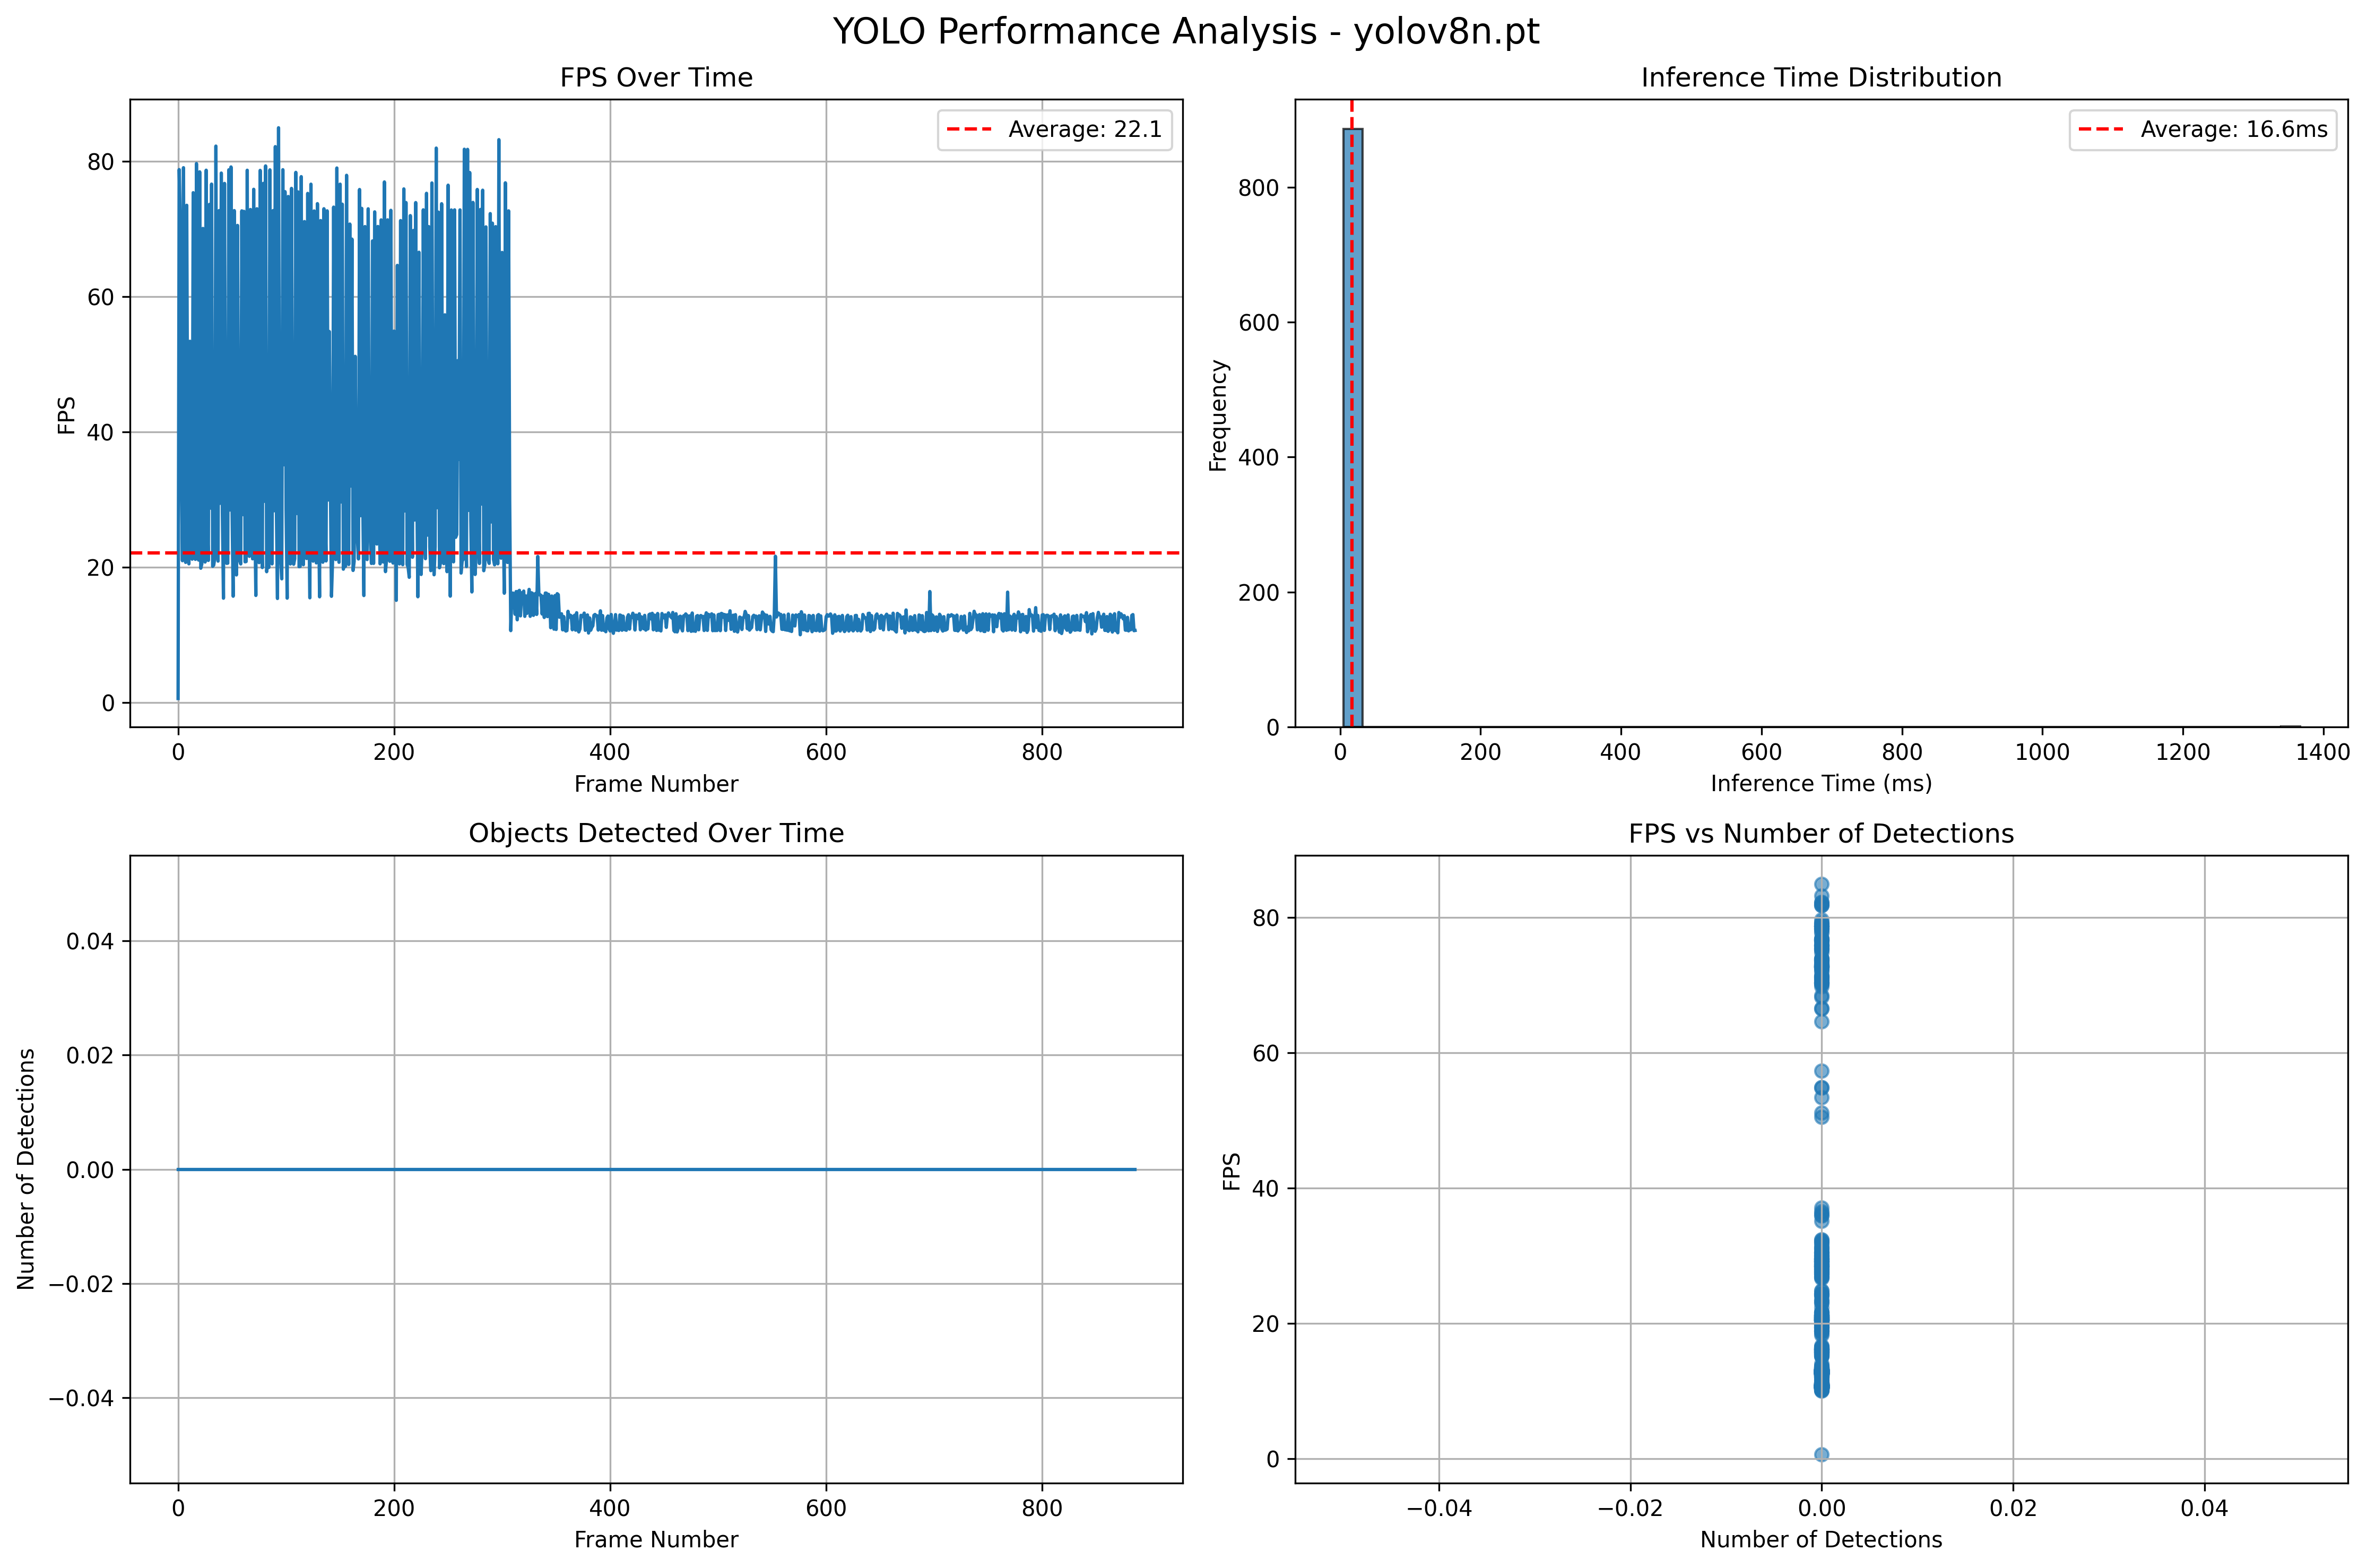 YOLO Performance Analysis - yolov8n.pt
FPS Over Time
Average: 22.1
FPS
80
60
40
20
0
0 200 400 600 800
Frame Number
Inference Time Distribution
Average: 16.6ms
Frequency
800
600
400
200
0
0 200 400 600 800 1000 1200 1400
Inference Time (ms)
Objects Detected Over Time
Number of Detections
0.04
0.02
0.00
−0.02
−0.04
0 200 400 600 800
Frame Number
FPS vs Number of Detections
FPS
80
60
40
20
0
−0.04 −0.02 0.00 0.02 0.04
Number of Detections